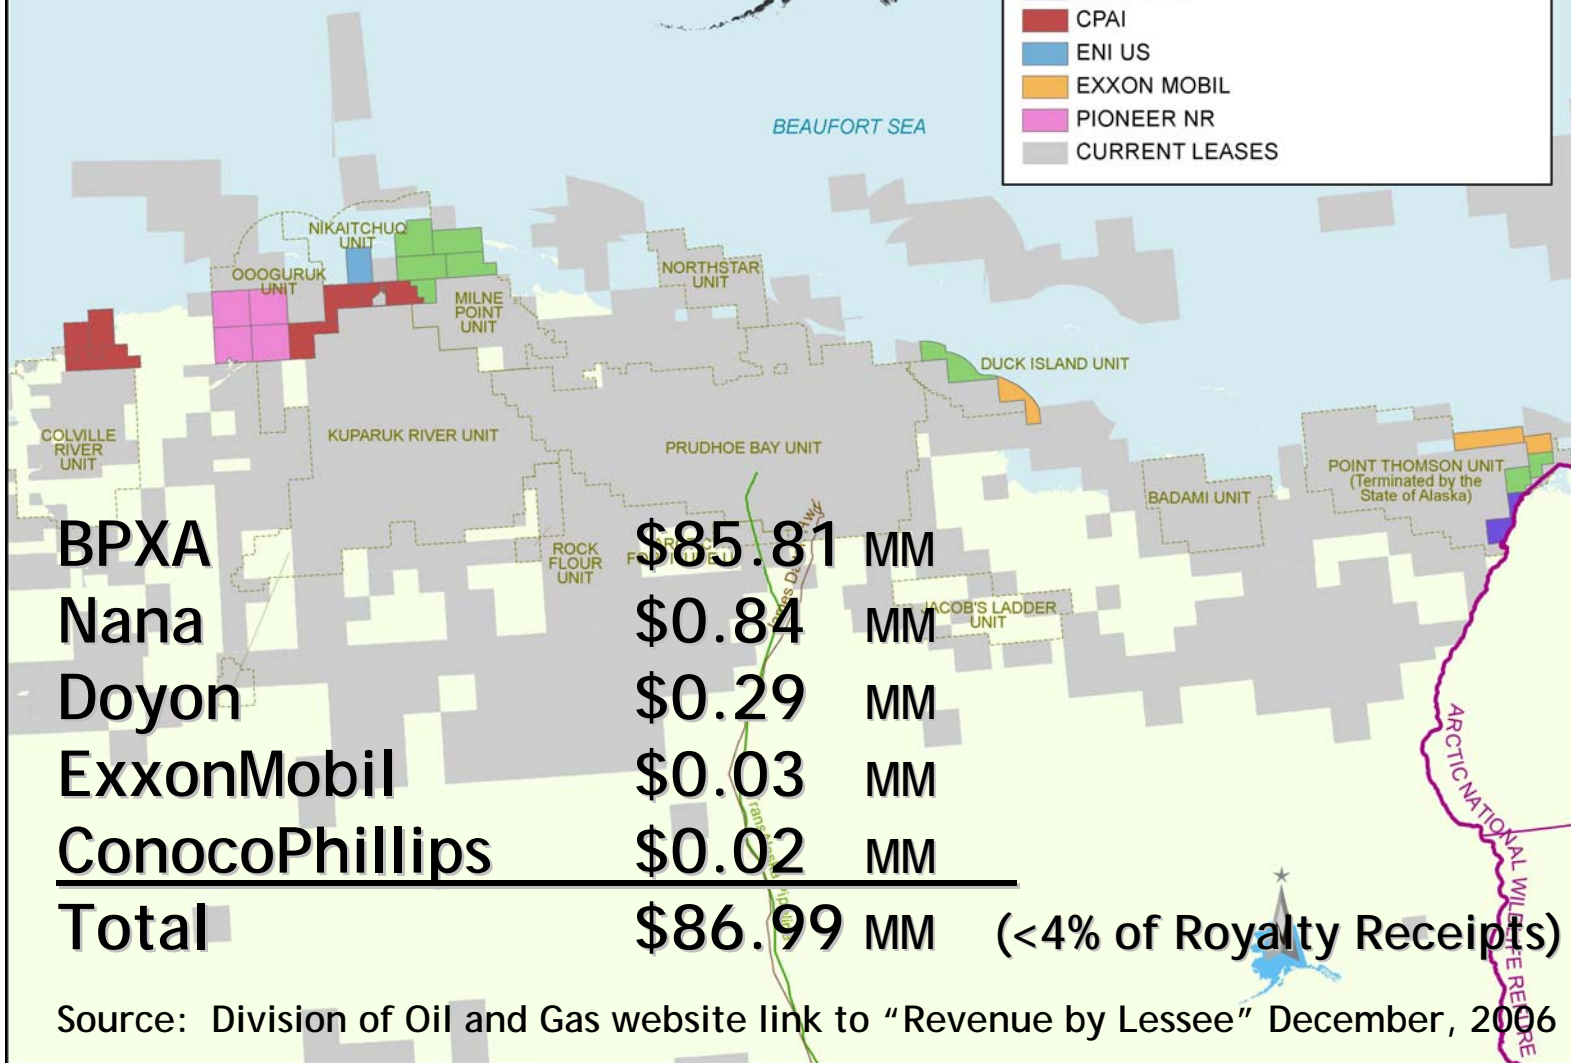 CPAI
ENI US
EXXON MOBIL
PIONEER NR
CURRENT LEASES
BEAUFORT SEA
NIKAITCHUQ
UNIT
OOOGURUK
UNIT
MILNE
POINT
UNIT
NORTHSTAR
UNIT
DUCK ISLAND UNIT
COLVILLE
RIVER
UNIT
KUPARUK RIVER UNIT
PRUDHOE BAY UNIT
BADAMI UNIT
POINT THOMSON UNIT
(Terminated by the
State of Alaska)
ROCK
FLOUR
UNIT
JACOB'S LADDER
UNIT
ARCTIC NATIONAL WILDLIFE REFUGE
BPXA $85.81 MM
Nana $0.84 MM
Doyon $0.29 MM
ExxonMobil $0.03 MM
ConocoPhillips $0.02 MM
Total $86.99 MM (<4% of Royalty Receipts)
Source: Division of Oil and Gas website link to “Revenue by Lessee” December, 2006